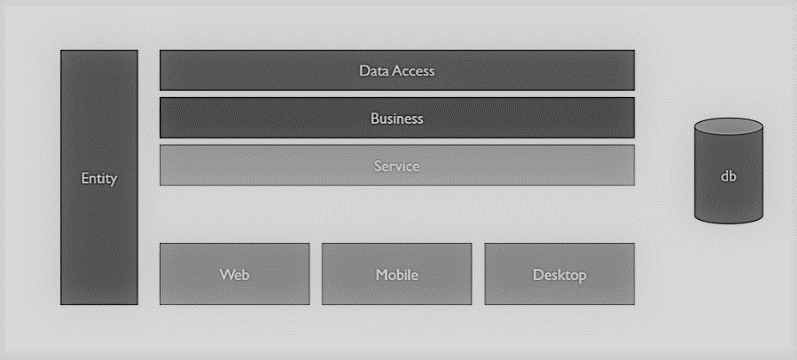 Data Access
Business
Service
Entity
db
Web
Mobile
Desktop